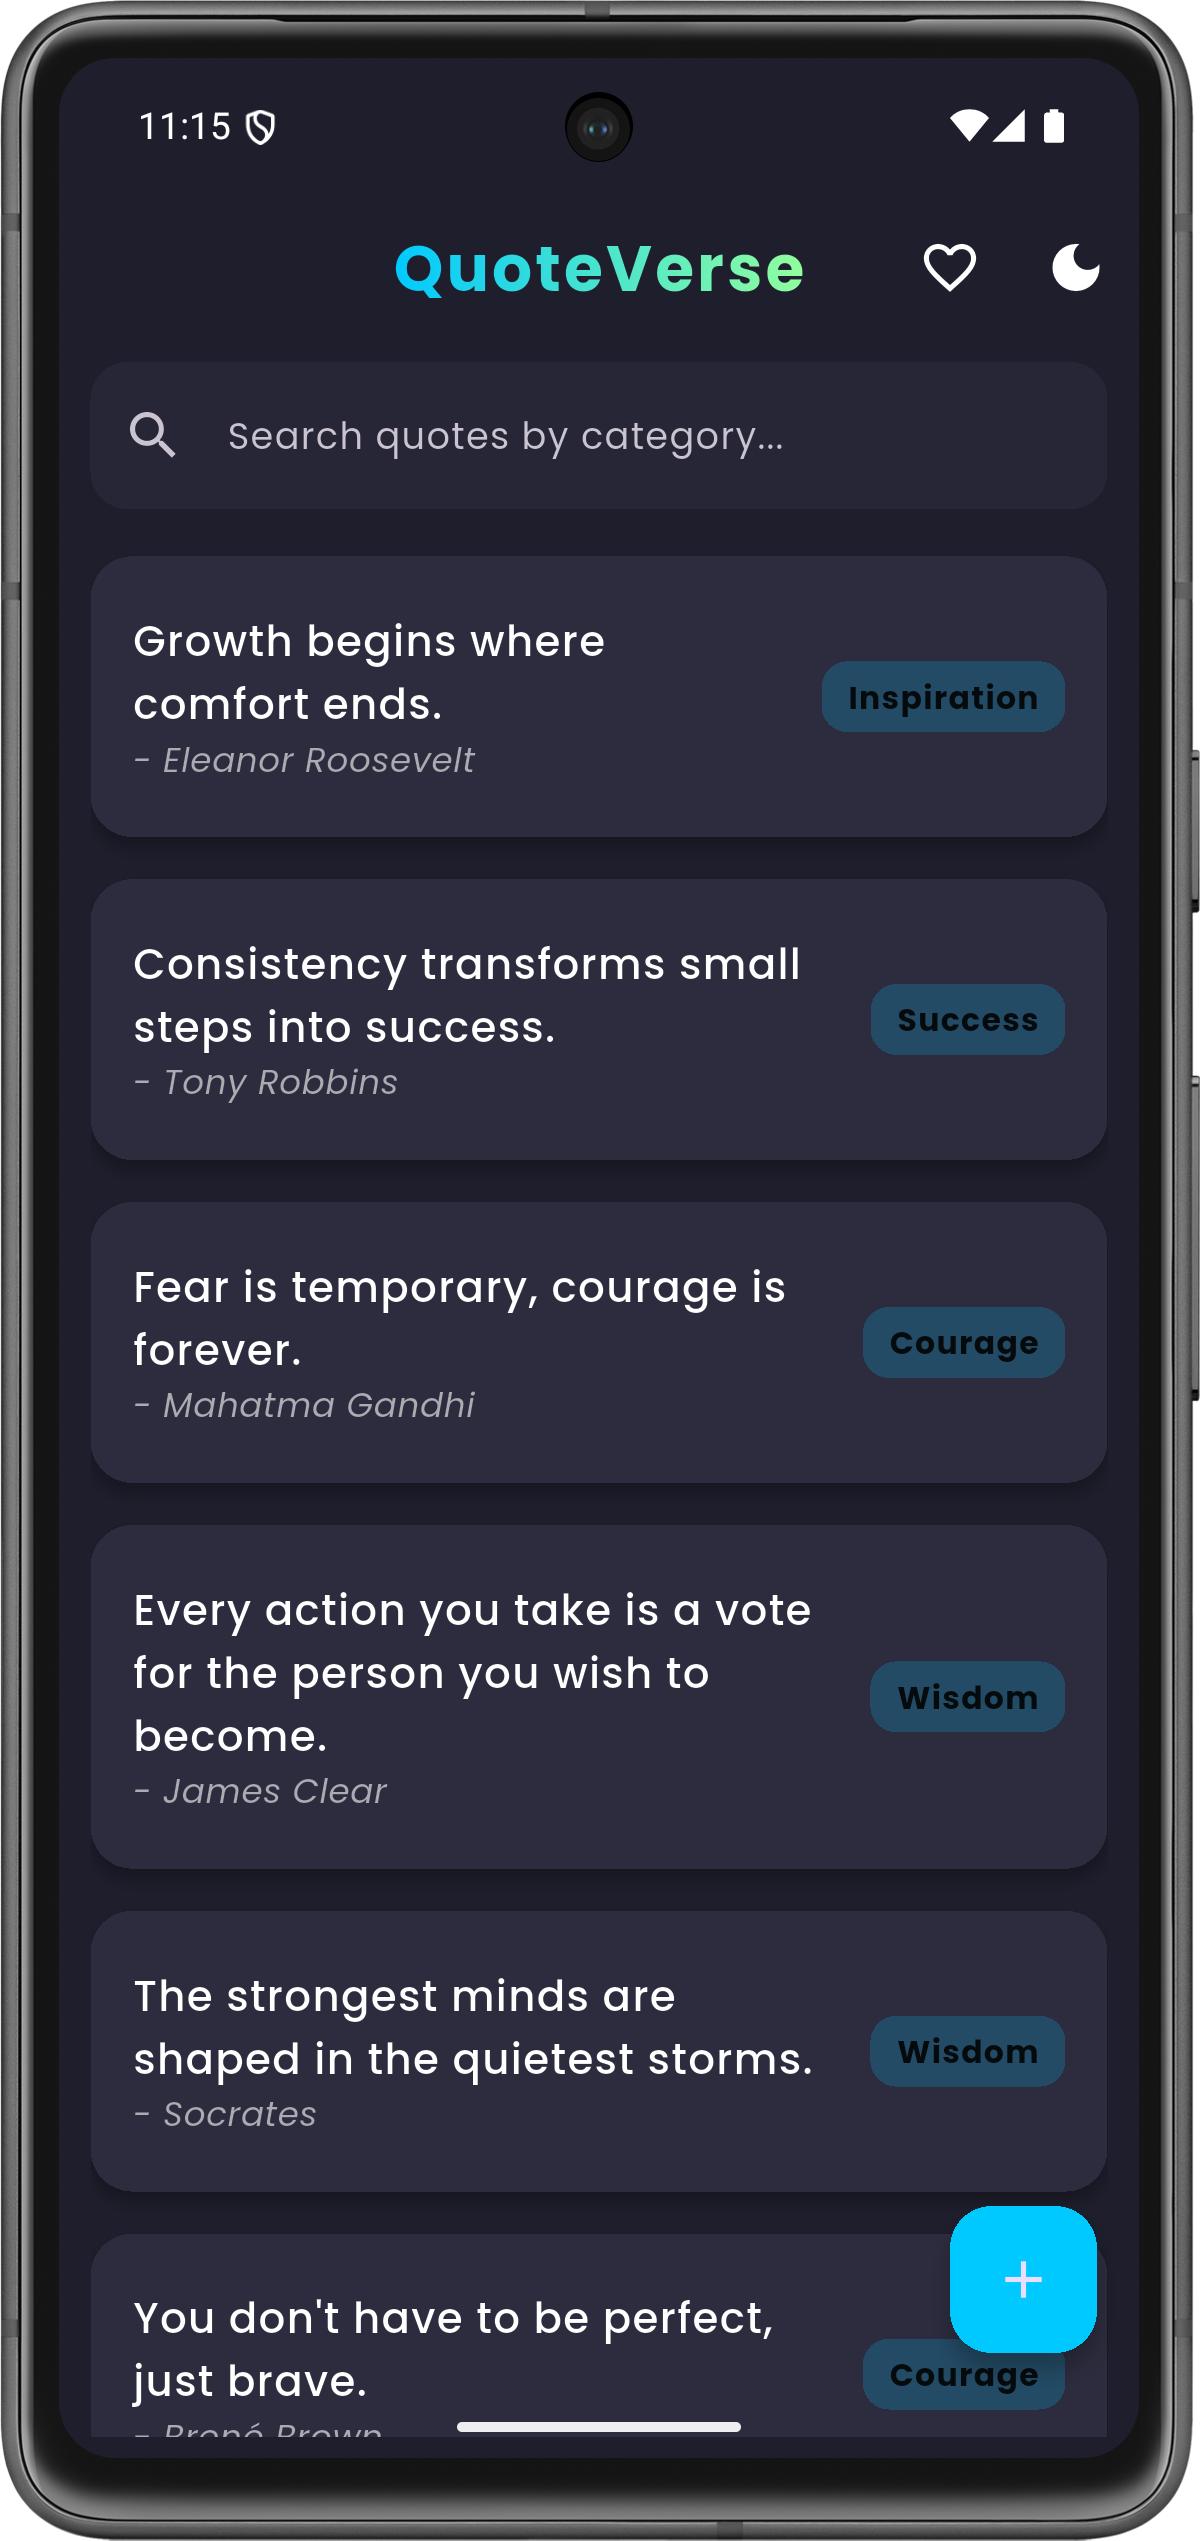 11:15
QuoteVerse
Search quotes by category...
Growth begins where
comfort ends.
- Eleanor Roosevelt
Inspiration
Consistency transforms small
steps into success.
- Tony Robbins
Success
Fear is temporary, courage is
forever.
- Mahatma Gandhi
Courage
Every action you take is a vote
for the person you wish to
become.
- James Clear
Wisdom
The strongest minds are
shaped in the quietest storms.
- Socrates
Wisdom
You don't have to be perfect,
just brave.
- Brené Brown
Courage